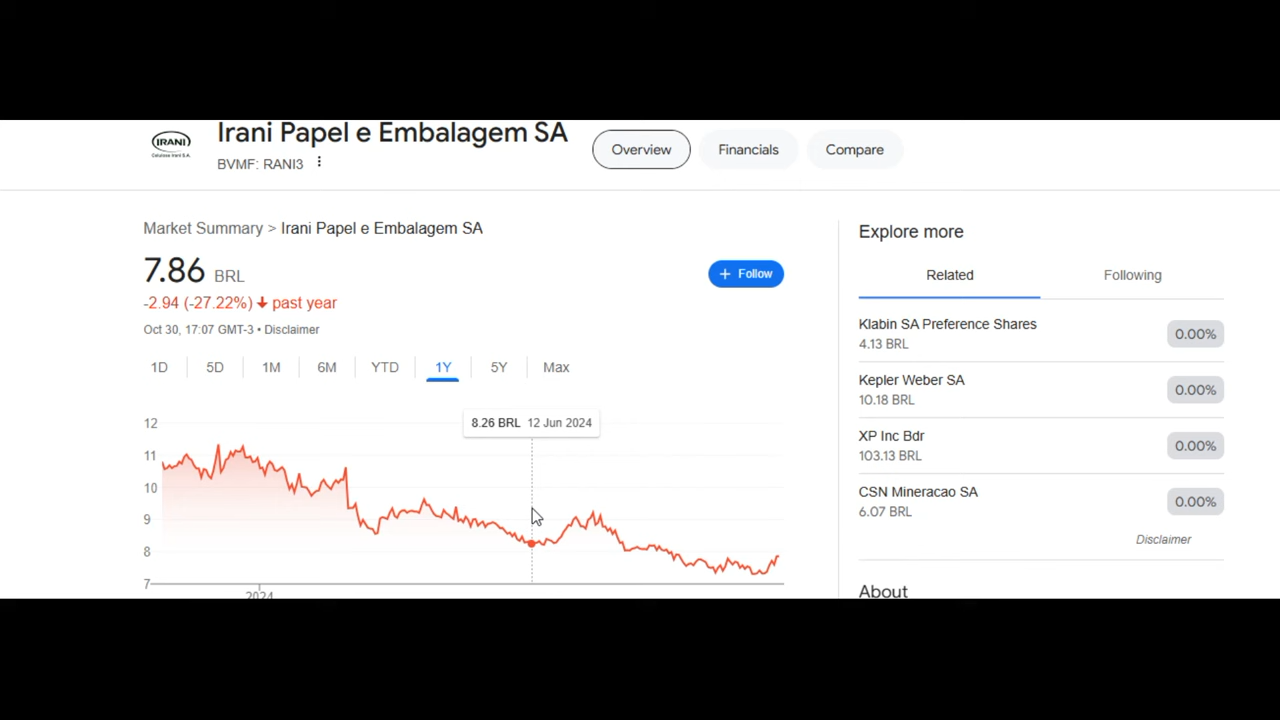 IRANI
Celulose Irani S.A.
Irani Papel e Embalagem SA
BVMF: RANI3
Overview
Financials
Compare
Market Summary > Irani Papel e Embalagem SA
7.86 BRL
-2.94 (-27.22%) past year
Oct 30, 17:07 GMT-3 • Disclaimer
+ Follow
1D
5D
1M
6M
YTD
1Y
5Y
Max
8.26 BRL 12 Jun 2024
12
11
10
9
8
7
2024
Explore more
Related
Following
Klabin SA Preference Shares
4.13 BRL
0.00%
Kepler Weber SA
10.18 BRL
0.00%
XP Inc Bdr
103.13 BRL
0.00%
CSN Mineracao SA
6.07 BRL
0.00%
Disclaimer
About